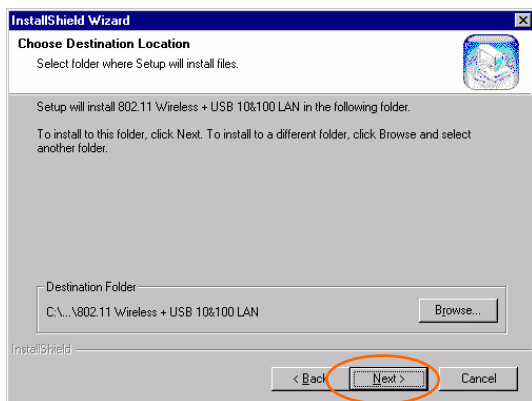 InstallShield Wizard
Choose Destination Location
Select folder where Setup will install files.
Setup will install 802.11 Wireless + USB 10&100 LAN in the following folder.
To install to this folder, click Next. To install to a different folder, click Browse and select
another folder.
Destination Folder
C:\...\802.11 Wireless + USB 10&100 LAN
Browse...
InstallShield
< Back
Next >
Cancel